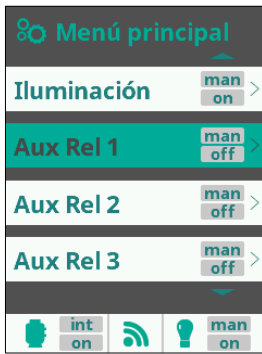 Menú principal
Iluminación man on
Aux Rel 1 man off
Aux Rel 2 man off
Aux Rel 3 man off
int on man on